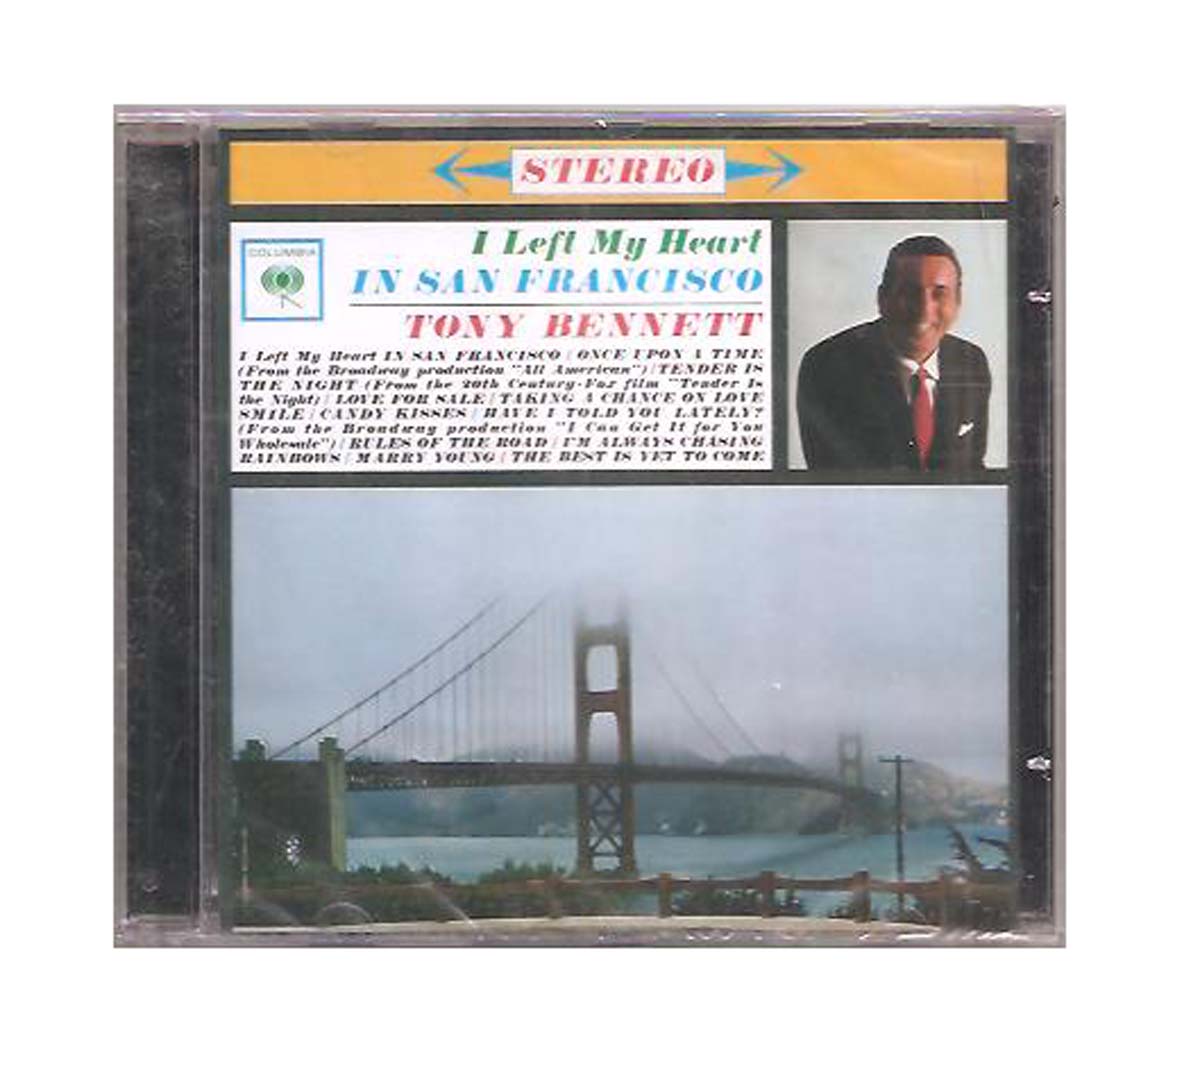 STEREO
COLUMBIA
I Left My Heart
IN SAN FRANCISCO
TONY BENNETT
I Left My Heart IN SAN FRANCISCO | ONCE UPON A TIME
(From the Broadway production "All American") | TENDER IS
THE NIGHT (From the 20th Century-Fox film "Tender Is
the Night) | LOVE FOR SALE | TAKING A CHANCE ON LOVE
SMILE | CANDY KISSES | HAVE I TOLD YOU LATELY?
(From the Broadway production "I Can Get It for You
Wholesale") | RULES OF THE ROAD | I'M ALWAYS CHASING
RAINBOWS | MARRY YOUNG | THE BEST IS YET TO COME